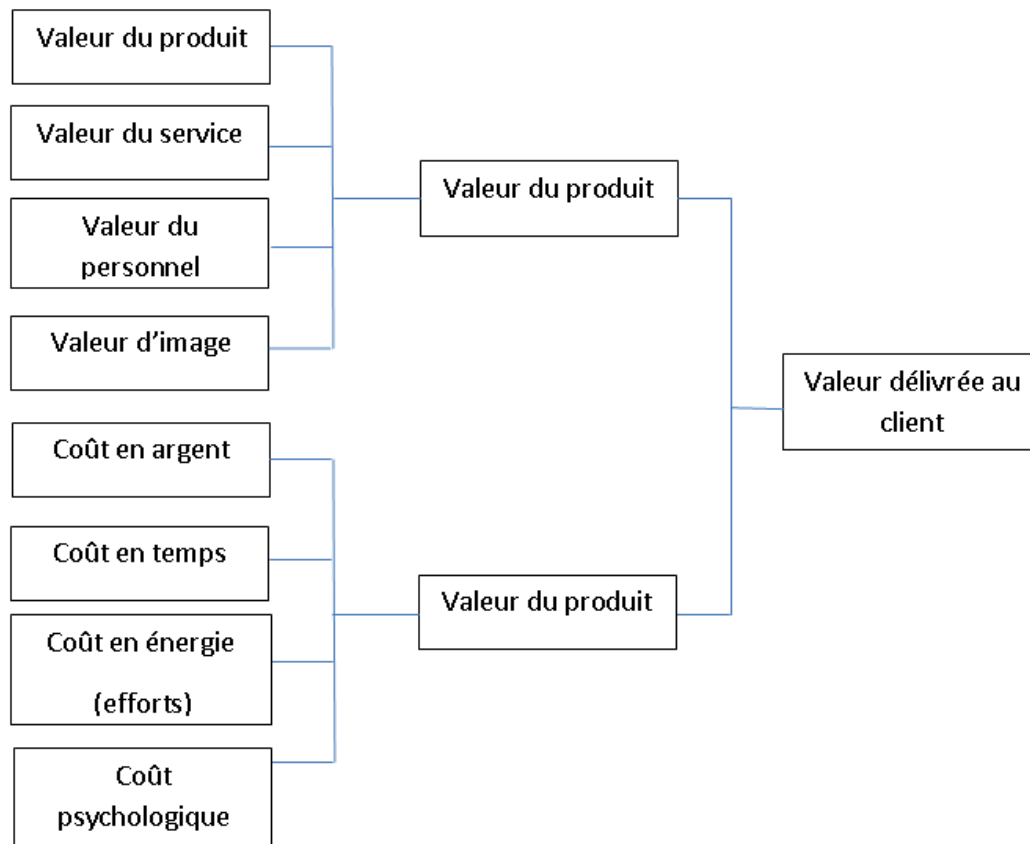 Valeur du produit
Valeur du service
Valeur du
personnel
Valeur d’image
Coût en argent
Coût en temps
Coût en énergie
(efforts)
Coût
psychologique
Valeur du produit
Valeur du produit
Valeur délivrée au
client